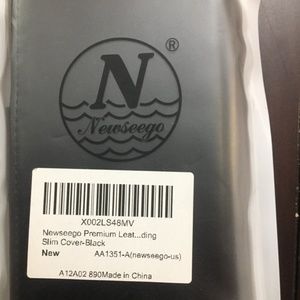 N
®
Newseego
X002LS48MV
Newseego Premium Leat...ding
Slim Cover-Black
New AA1351-A(newseego-us)
A12A02 890Made in China